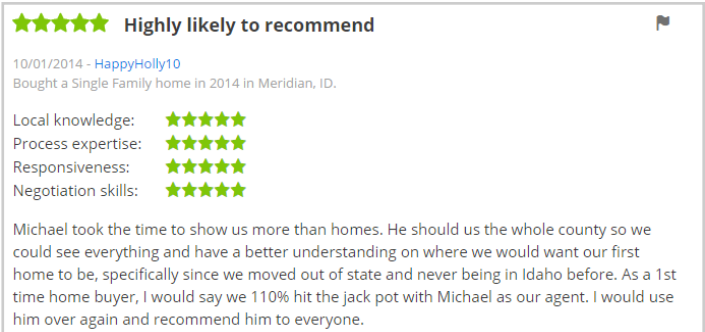 Highly likely to recommend
10/01/2014 - HappyHolly10
Bought a Single Family home in 2014 in Meridian, ID.
Local knowledge:
Process expertise:
Responsiveness:
Negotiation skills:
Michael took the time to show us more than homes. He should us the whole county so we
could see everything and have a better understanding on where we would want our first
home to be, specifically since we moved out of state and never being in Idaho before. As a 1st
time home buyer, I would say we 110% hit the jack pot with Michael as our agent. I would use
him over again and recommend him to everyone.